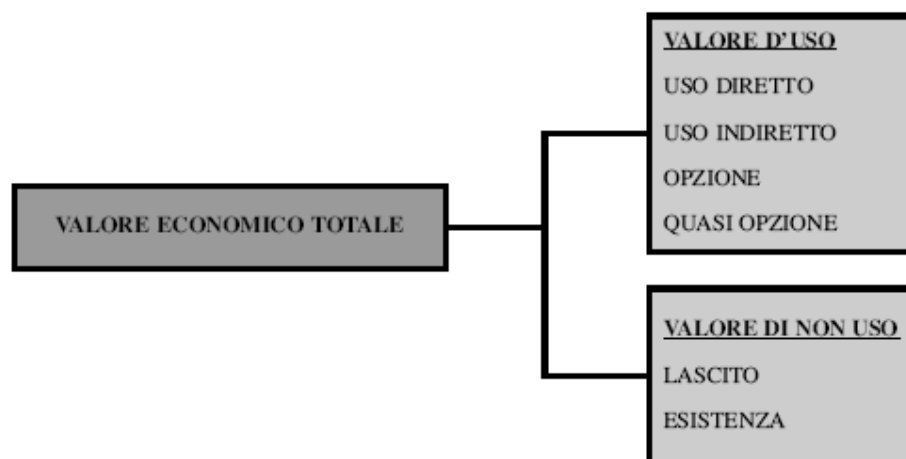 VALORE ECONOMICO TOTALE
VALORE D'USO
USO DIRETTO
USO INDIRETTO
OPZIONE
QUASI OPZIONE
VALORE DI NON USO
LASCITO
ESISTENZA